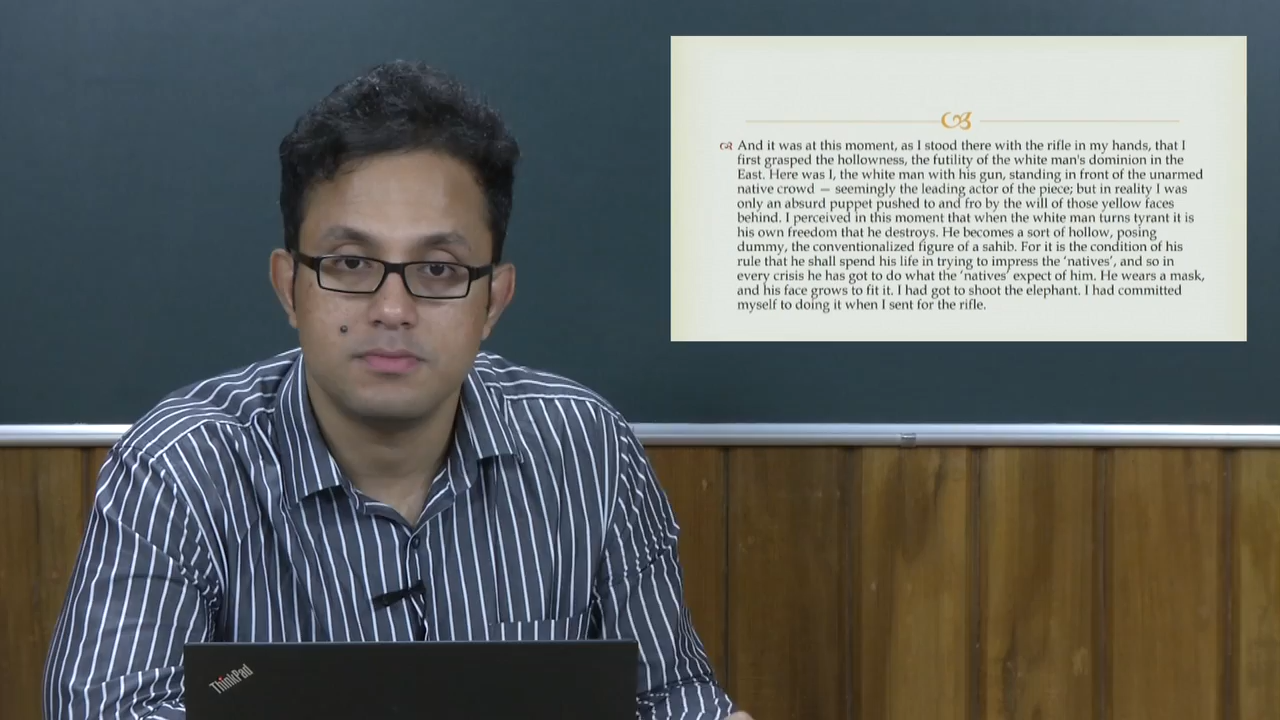 And it was at this moment, as I stood there with the rifle in my hands, that I
first grasped the hollowness, the futility of the white man's dominion in the
East. Here was I, the white man with his gun, standing in front of the unarmed
native crowd — seemingly the leading actor of the piece; but in reality I was
only an absurd puppet pushed to and fro by the will of those yellow faces
behind. I perceived in this moment that when the white man turns tyrant it is
his own freedom that he destroys. He becomes a sort of hollow, posing
dummy, the conventionalized figure of a sahib. For it is the condition of his
rule that he shall spend his life in trying to impress the ‘natives’, and so in
every crisis he has got to do what the ‘natives’ expect of him. He wears a mask,
and his face grows to fit it. I had got to shoot the elephant. I had committed
myself to doing it when I sent for the rifle.
ThinkPad